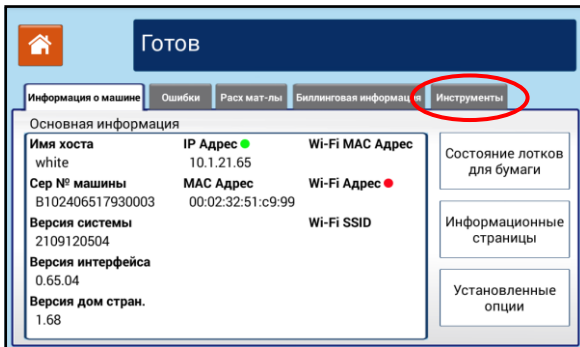 Готов
Информация о машине Ошибки Расх мат-лы Биллинговая информация Инструменты
Основная информация
Имя хоста IP Адрес Wi-Fi MAC Адрес
white 10.1.21.65
Сер № машины MAC Адрес Wi-Fi Адрес
B102406517930003 00:02:32:51:c9:99
Версия системы Wi-Fi SSID
2109120504
Версия интерфейса
0.65.04
Версия дом стран.
1.68
Состояние лотков
для бумаги
Информационные
страницы
Установленные
опции